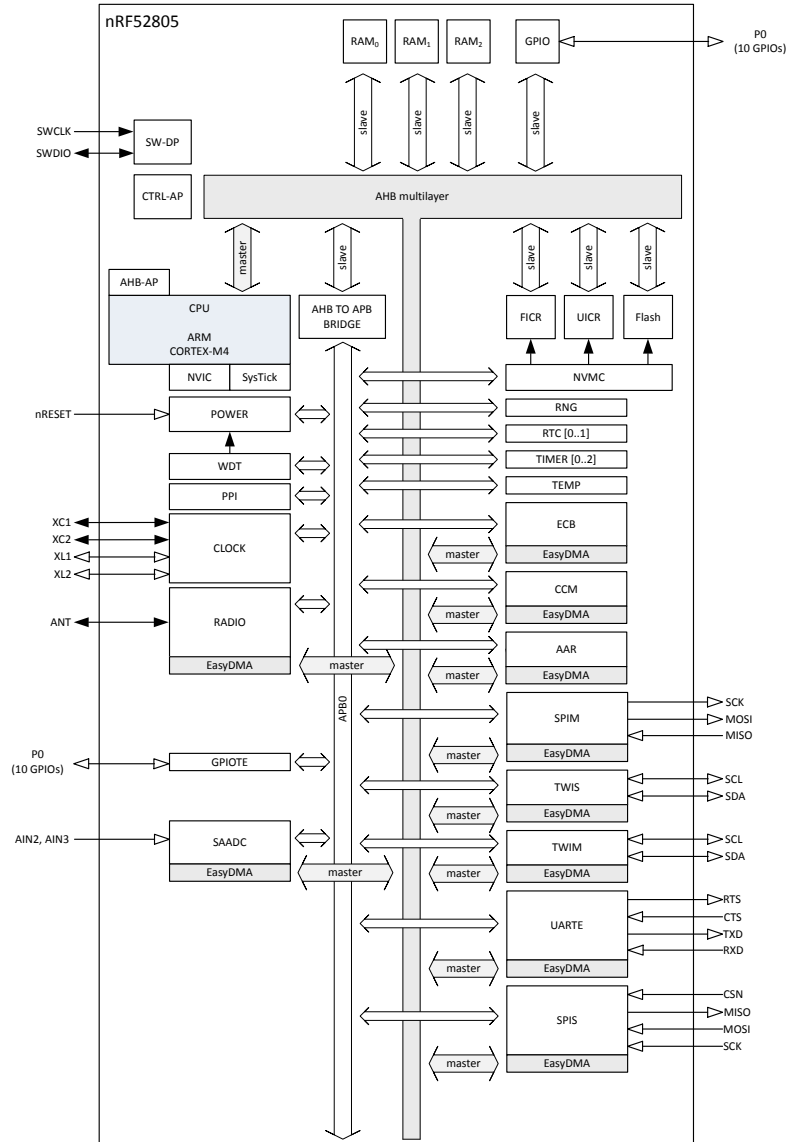 nRF52805
RAM0 RAM1 RAM2 GPIO
P0
(10 GPIOs)
slave slave slave slave
SWCLK
SWDIO
SW-DP
CTRL-AP
AHB multilayer
master slave slave slave slave
AHB-AP
CPU
ARM
CORTEX-M4
NVIC SysTick
AHB TO APB
BRIDGE
FICR UICR Flash
NVMC
nRESET
POWER
RNG
RTC [0..1]
WDT
TIMER [0..2]
PPI
TEMP
XC1
XC2
XL1
XL2
CLOCK
ECB
master EasyDMA
CCM
master EasyDMA
ANT
RADIO
EasyDMA master
AAR
master EasyDMA
APB0
SPIM
SCK
MOSI
MISO
master EasyDMA
P0
(10 GPIOs)
GPIOTE
TWIS
SCL
SDA
master EasyDMA
AIN2, AIN3
SAADC
EasyDMA master
TWIM
SCL
SDA
master EasyDMA
UARTE
RTS
CTS
TXD
RXD
master EasyDMA
SPIS
CSN
MISO
MOSI
SCK
master EasyDMA